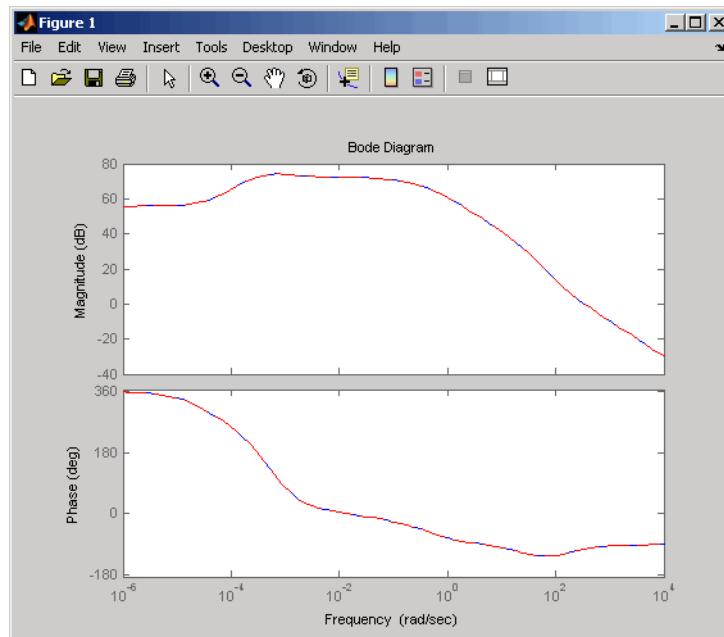 Figure 1
File Edit View Insert Tools Desktop Window Help
Bode Diagram
Magnitude (dB)
80
60
40
20
0
-20
-40
Phase (deg)
360
180
0
-180
10^-6 10^-4 10^-2 10^0 10^2 10^4
Frequency (rad/sec)